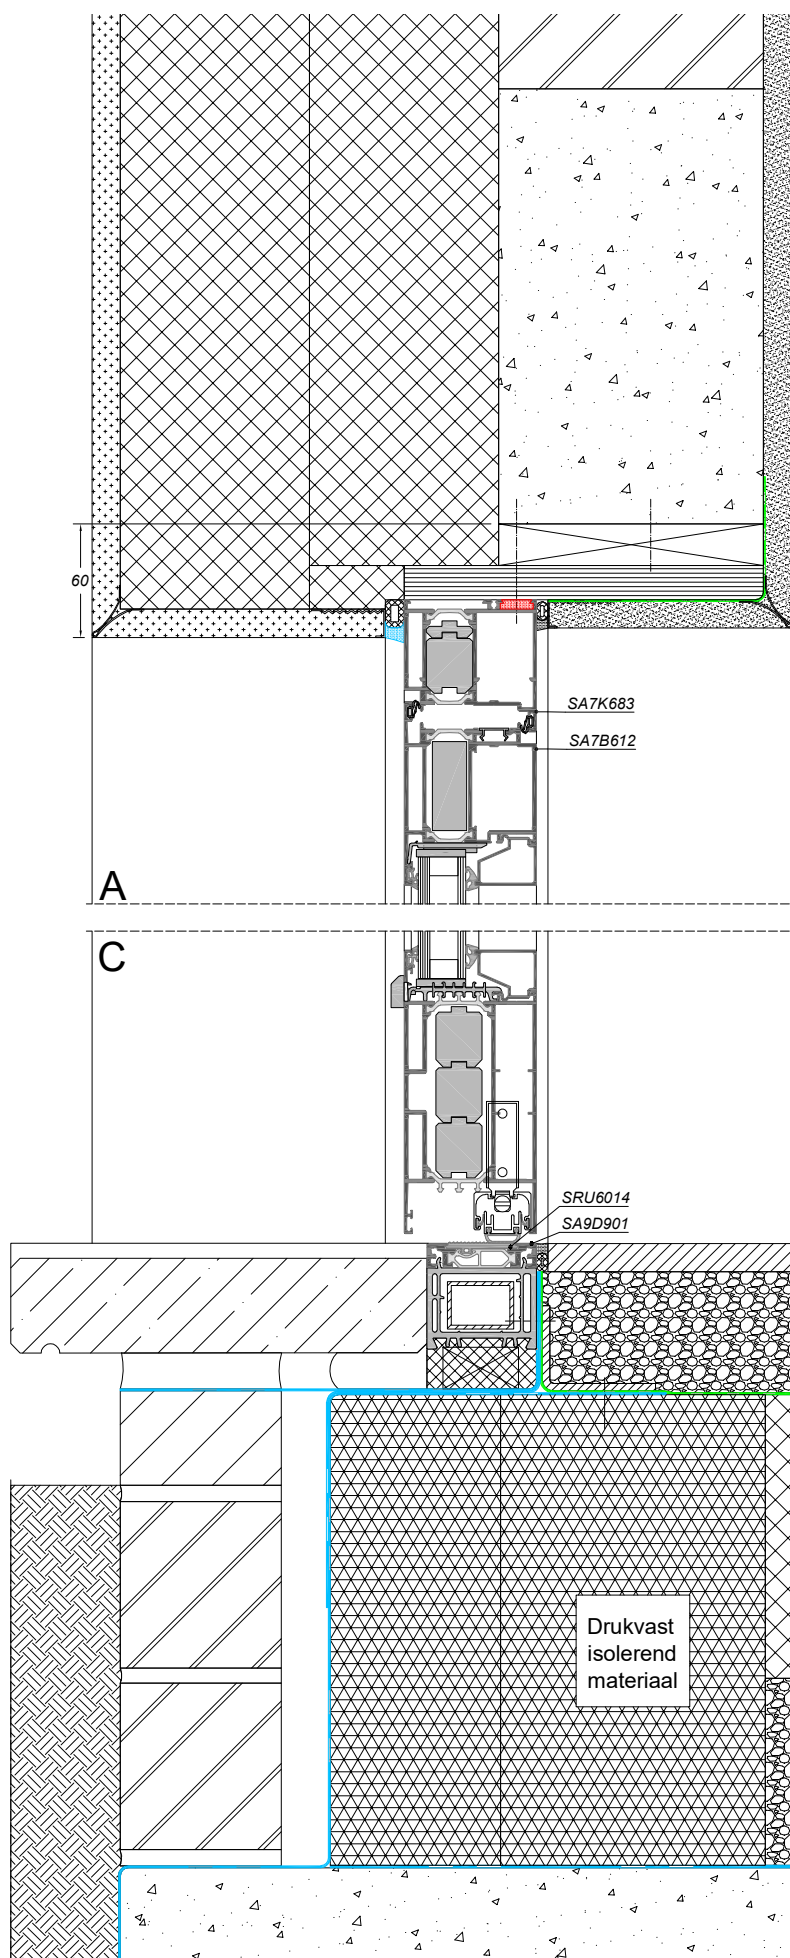 60
SA7K683
SA7B612
A
C
SRU6014
SA9D901
Drukvast
isolerend
materiaal